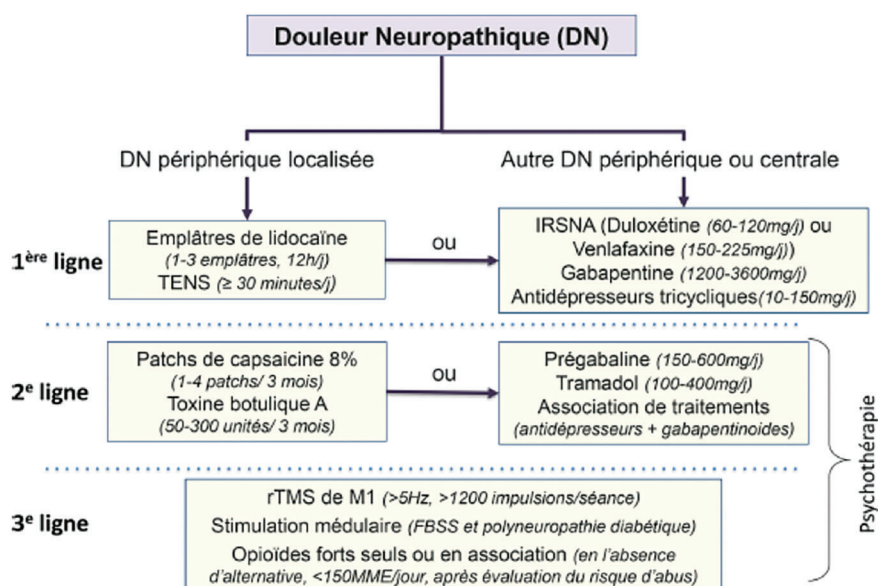 Douleur Neuropathique (DN)
DN périphérique localisée
Autre DN périphérique ou centrale
1ère ligne
Emplâtres de lidocaïne
(1-3 emplâtres, 12h/j)
TENS (≥ 30 minutes/j)
ou
IRSNA (Duloxétine (60-120mg/j) ou
Venlafaxine (150-225mg/j))
Gabapentine (1200-3600mg/j)
Antidépresseurs tricycliques(10-150mg/j)
2e ligne
Patchs de capsaicine 8%
(1-4 patchs/ 3 mois)
Toxine botulique A
(50-300 unités/ 3 mois)
ou
Prégabaline (150-600mg/j)
Tramadol (100-400mg/j)
Association de traitements
(antidépresseurs + gabapentinoides)
3e ligne
rTMS de M1 (>5Hz, >1200 impulsions/séance)
Stimulation médulaire (FBSS et polyneuropathie diabétique)
Opioïdes forts seuls ou en association (en l'absence
d'alternative, <150MME/jour, après évaluation du risque d'abus)
Psychothérapie